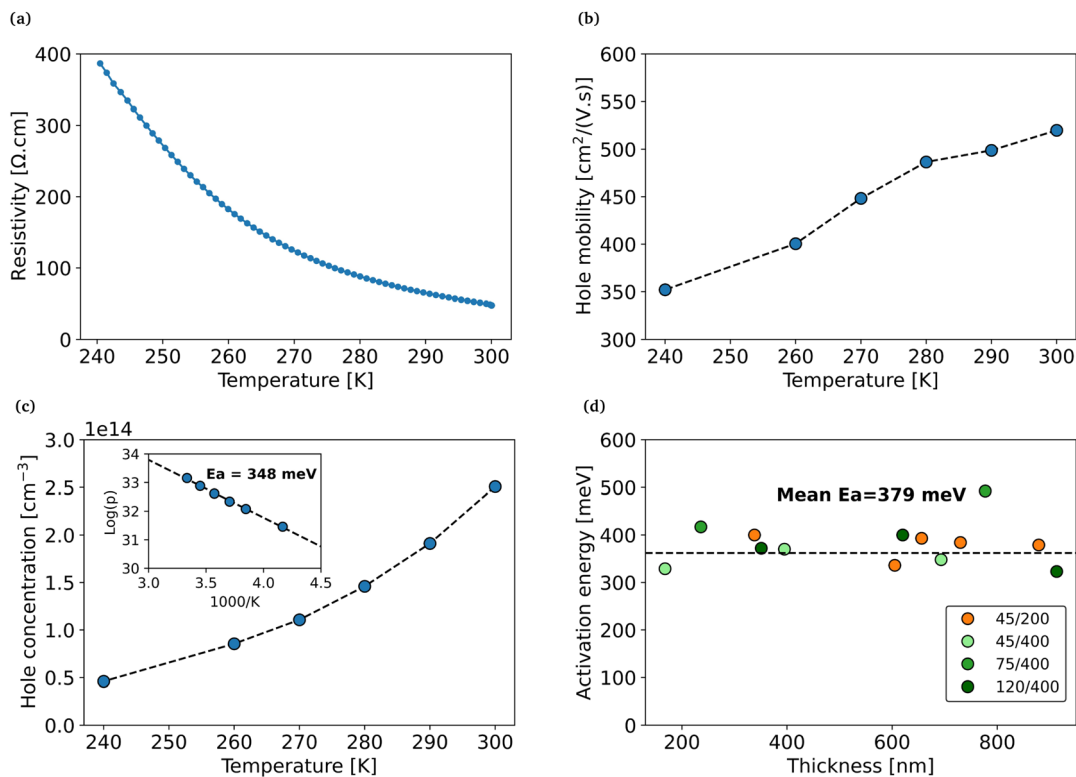 (a)
400
300
200
100
0
Resistivity [Ω.cm]
240 250 260 270 280 290 300
Temperature [K]
(b)
600
550
500
450
400
350
300
Hole mobility [cm²/(V.s)]
240 250 260 270 280 290 300
Temperature [K]
(c)
1e14
3.0
2.5
2.0
1.5
1.0
0.5
0.0
Hole concentration [cm⁻³]
240 250 260 270 280 290 300
Temperature [K]
34
33
32
31
30
Log(p)
Ea = 348 meV
3.0 3.5 4.0 4.5
1000/K
(d)
600
500
400
300
200
100
0
Activation energy [meV]
Mean Ea=379 meV
45/200
45/400
75/400
120/400
200 400 600 800
Thickness [nm]